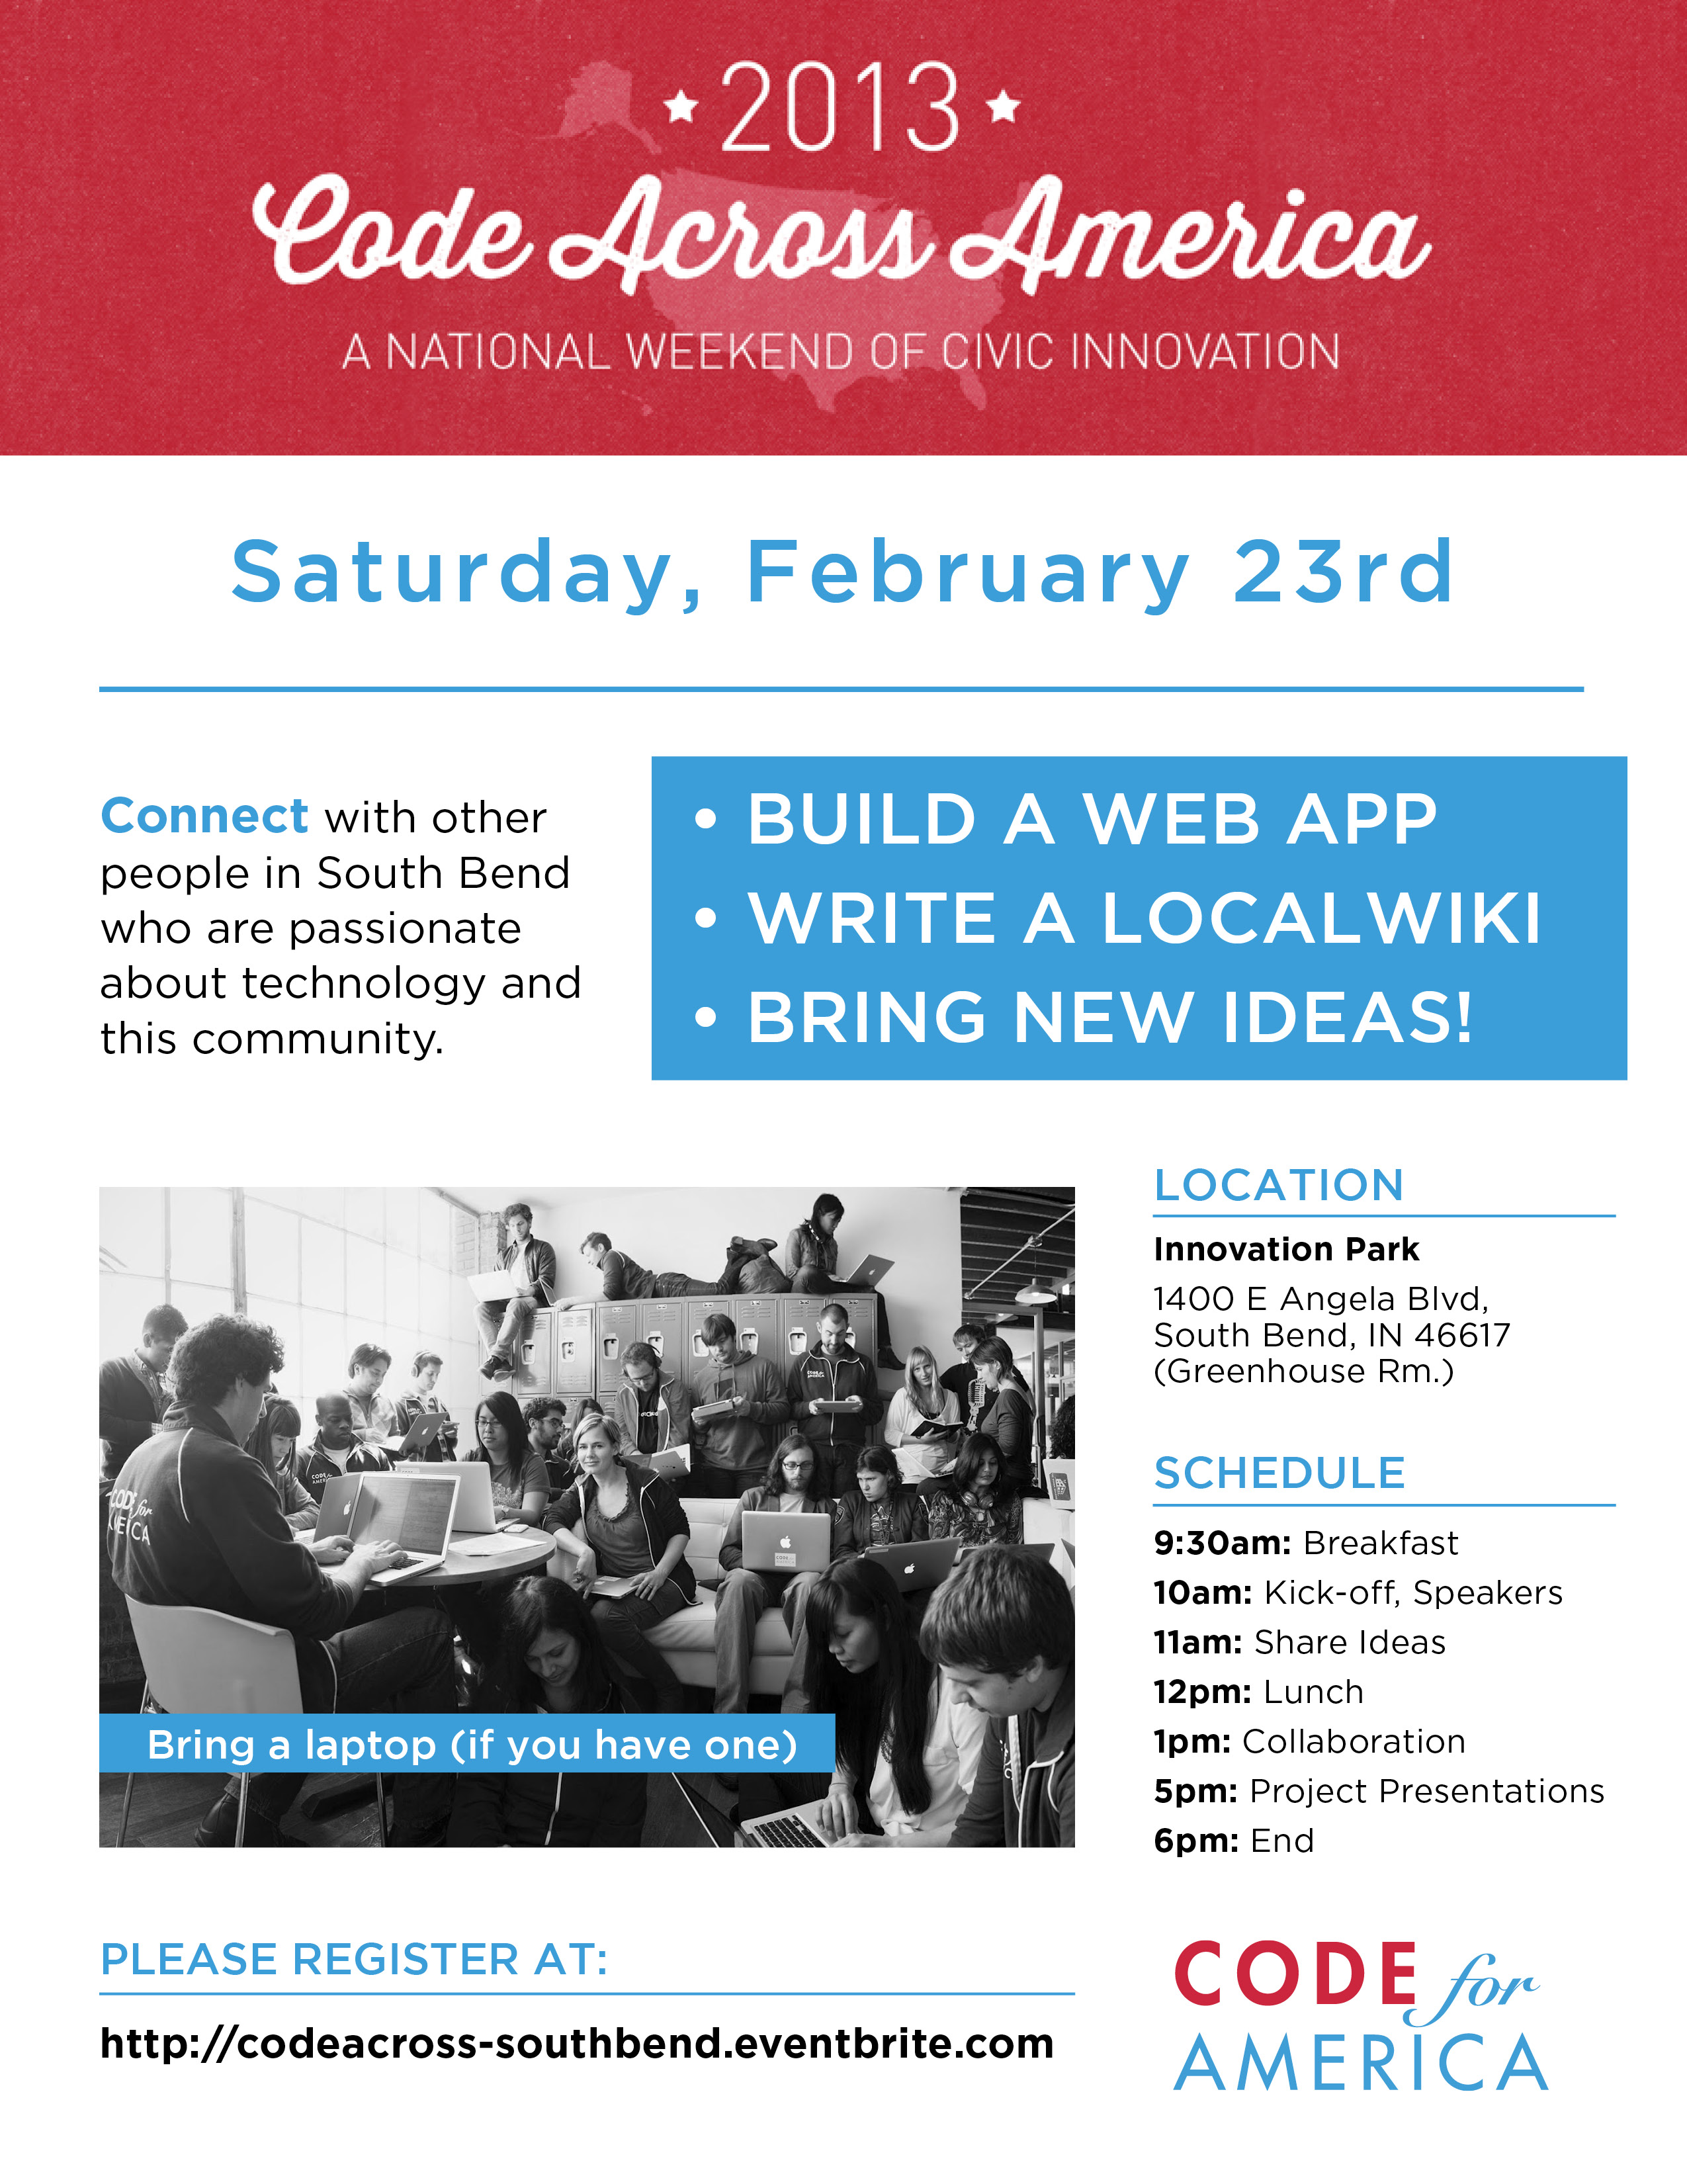 2013
Code Across America
A NATIONAL WEEKEND OF CIVIC INNOVATION
Saturday, February 23rd
Connect with other
people in South Bend
who are passionate
about technology and
this community.
• BUILD A WEB APP
• WRITE A LOCALWIKI
• BRING NEW IDEAS!
CODE for
AMERICA
Bring a laptop (if you have one)
LOCATION
Innovation Park
1400 E Angela Blvd,
South Bend, IN 46617
(Greenhouse Rm.)
SCHEDULE
9:30am: Breakfast
10am: Kick-off, Speakers
11am: Share Ideas
12pm: Lunch
1pm: Collaboration
5pm: Project Presentations
6pm: End
PLEASE REGISTER AT:
http://codeacross-southbend.eventbrite.com
CODE for
AMERICA